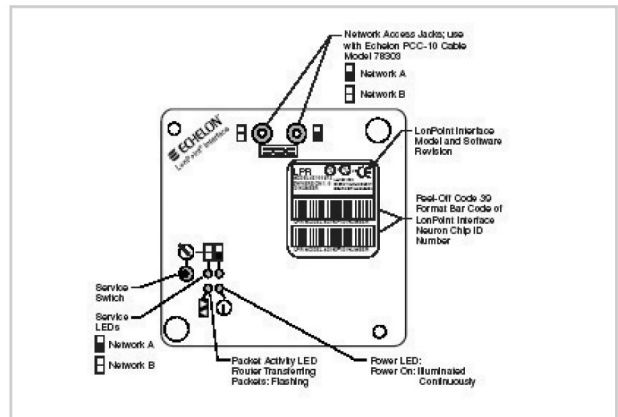 Network Access Jacks; use
with Echelon PCC-10 Cable
Model 78303
Network A
Network B
ECHELON
LonPoint Interface
LPR
CE
LonPoint Interface
Model and Software
Revision
Peel-Off Code 39
Format Bar Code of
LonPoint Interface
Neuron Chip ID
Number
Service
Switch
Service
LEDs
Network A
Network B
Packet Activity LED
Router Transferring
Packets: Flashing
Power LED:
Power On: Illuminated
Continuously